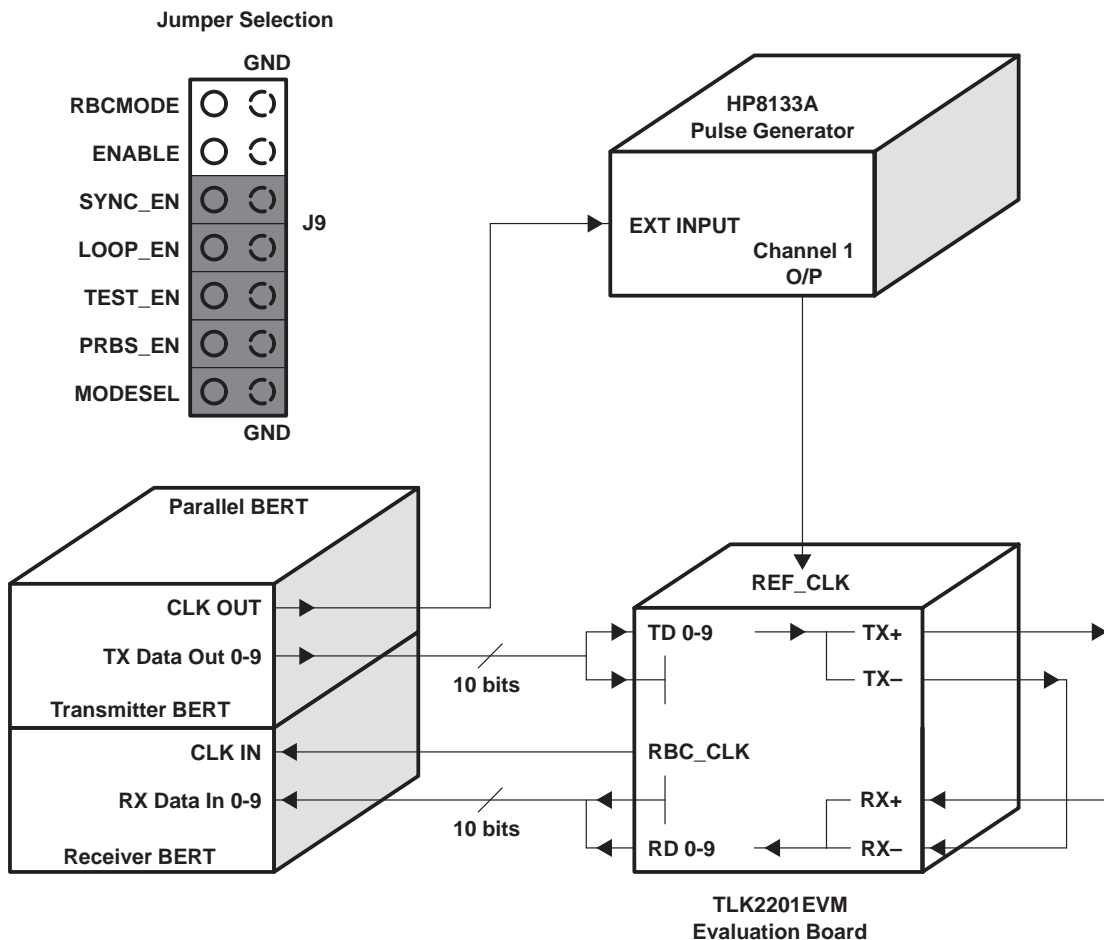 Jumper Selection
GND
RBCMODE
ENABLE
SYNC_EN
LOOP_EN
TEST_EN
PRBS_EN
MODESEL
J9
GND
HP8133A
Pulse Generator
EXT INPUT
Channel 1
O/P
Parallel BERT
CLK OUT
TX Data Out 0-9
Transmitter BERT
CLK IN
RX Data In 0-9
Receiver BERT
10 bits
10 bits
REF_CLK
TD 0-9
TX+
TX–
RBC_CLK
RX+
RD 0-9
RX–
TLK2201EVM
Evaluation Board